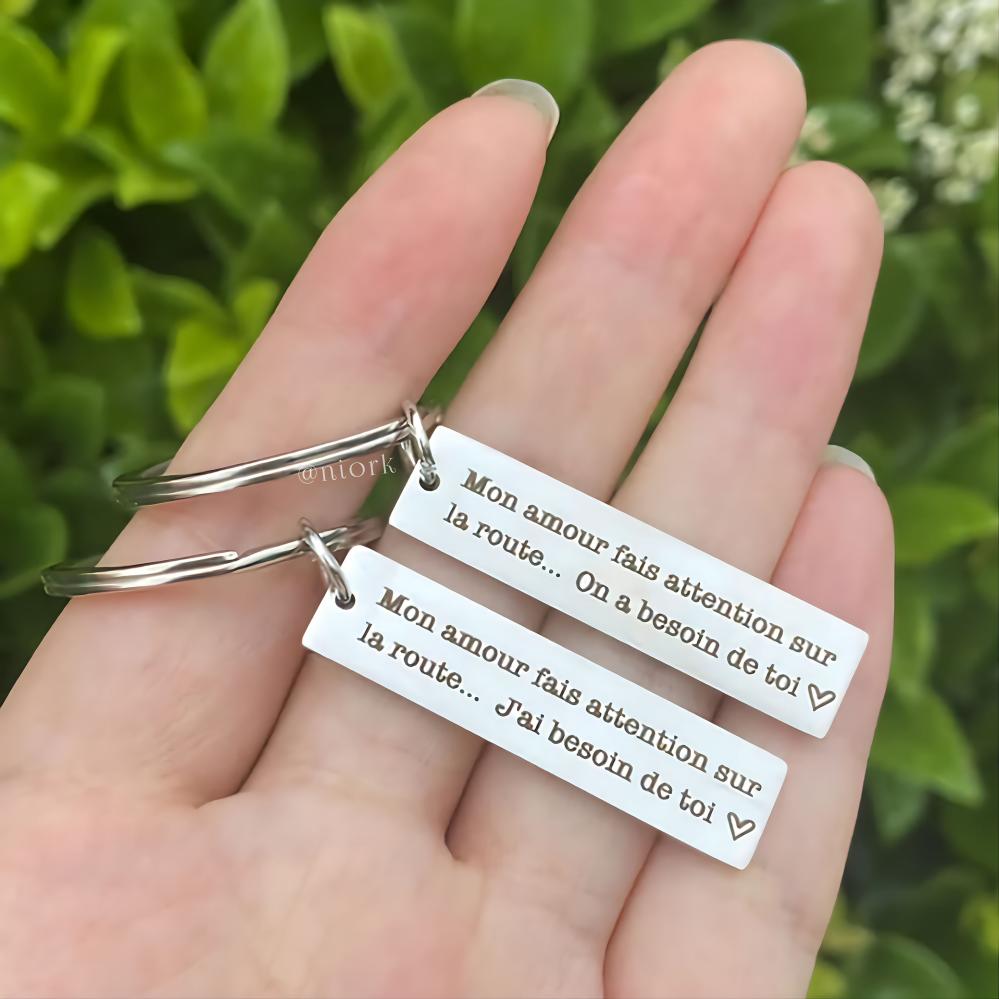 @niork
Mon amour fais attention sur
la route... On a besoin de toi ♡
Mon amour fais attention sur
la route... J'ai besoin de toi ♡